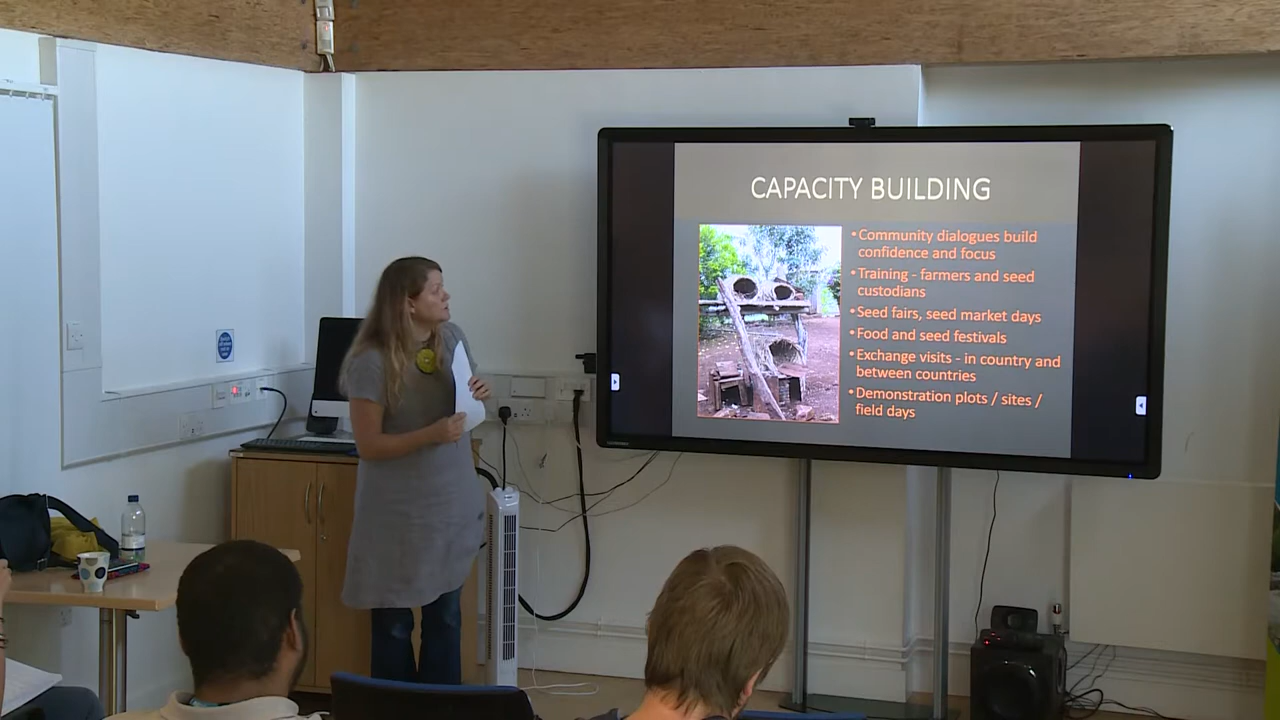 CAPACITY BUILDING
•Community dialogues build
confidence and focus
•Training - farmers and seed
custodians
•Seed fairs, seed market days
•Food and seed festivals
•Exchange visits - in country and
between countries
•Demonstration plots / sites /
field days